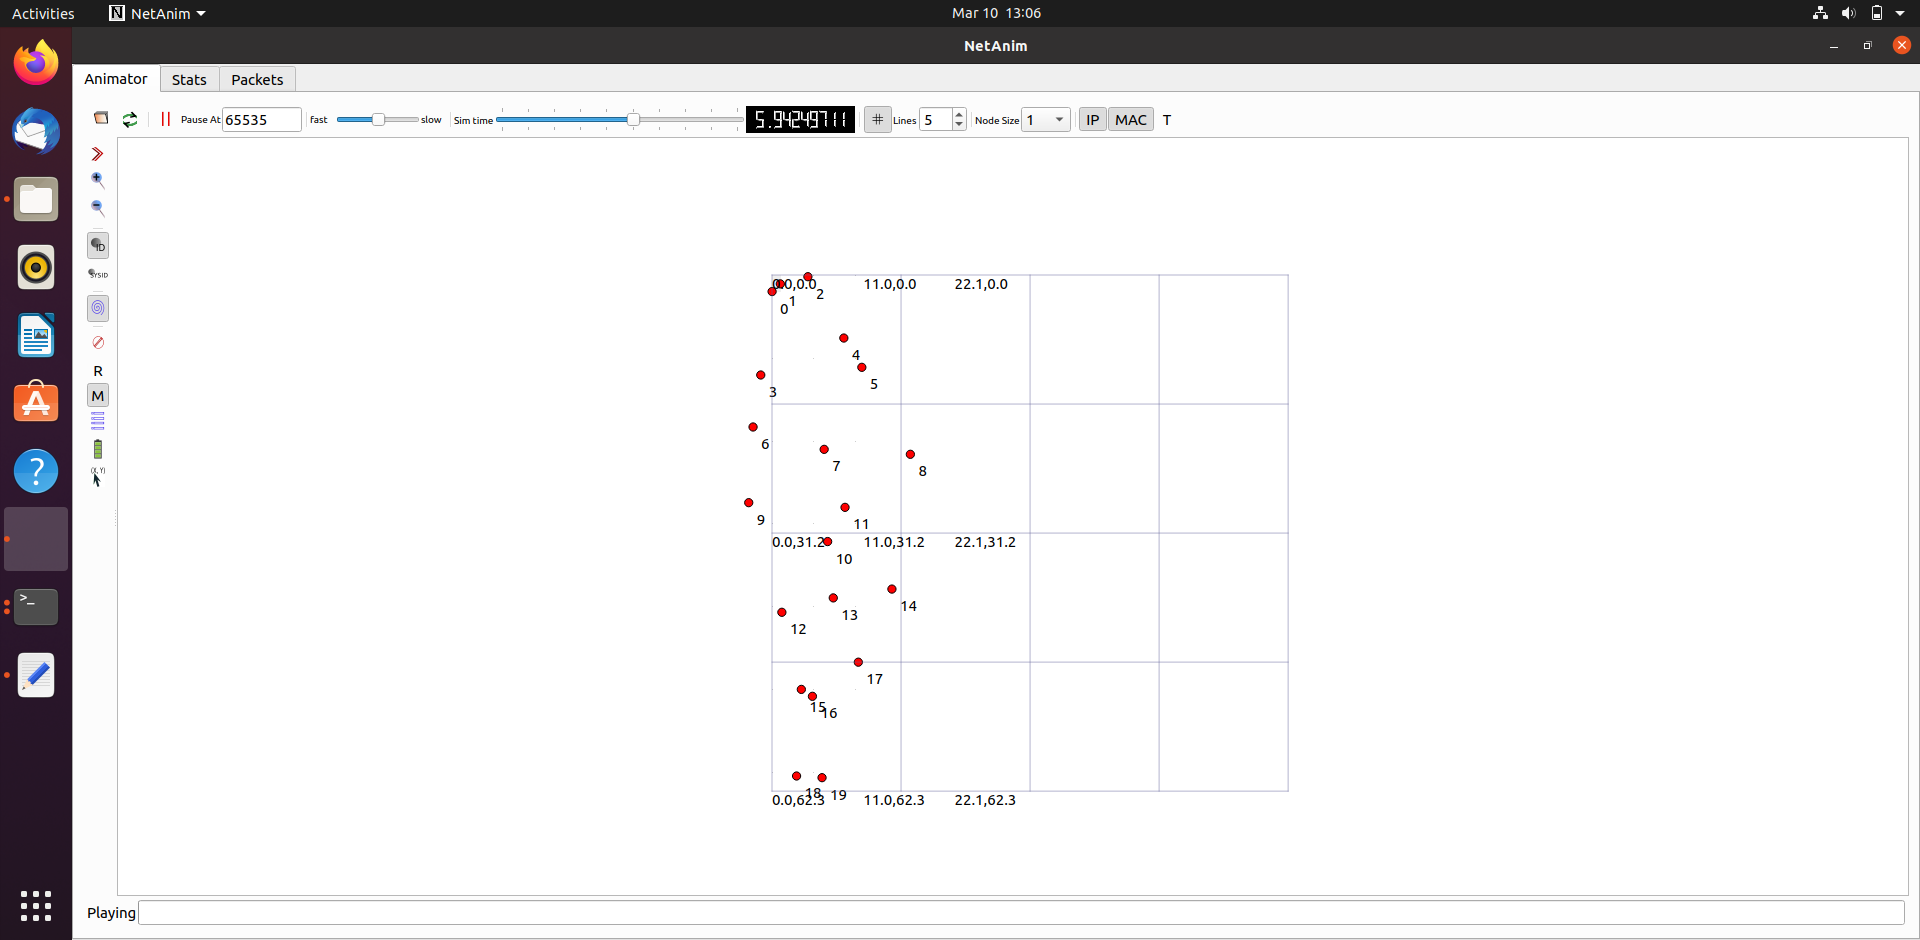 Activities NetAnim Mar 10 13:06
NetAnim
Animator Stats Packets
Pause At 65535 fast slow Sim time 5.94249711 # Lines 5 Node Size 1 IP MAC T
ID
SYSID
R
M
(X, Y)
0.0,0.0 11.0,0.0 22.1,0.0
0
1
2
3
4
5
6
7
8
9
11
0.0,31.2 11.0,31.2 22.1,31.2
10
12
13
14
17
15
16
18
19
0.0,62.3 11.0,62.3 22.1,62.3
Playing